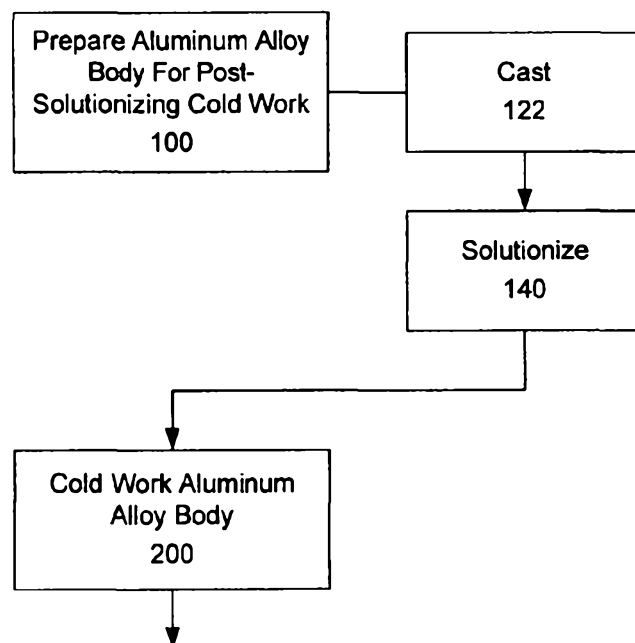 Prepare Aluminum Alloy
Body For Post-
Solutionizing Cold Work
100
Cast
122
Solutionize
140
Cold Work Aluminum
Alloy Body
200